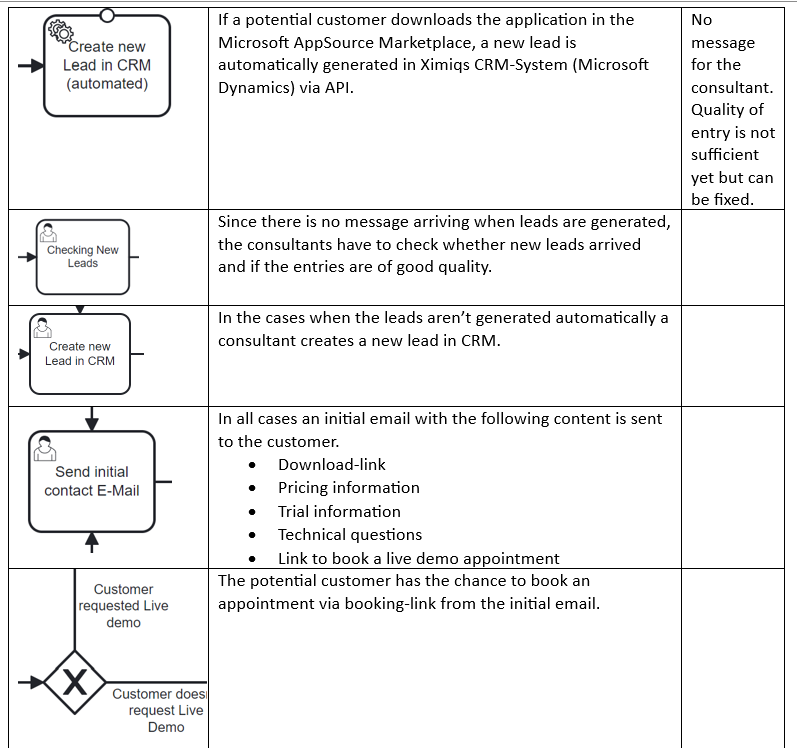 Create new
Lead in CRM
(automated)
If a potential customer downloads the application in the
Microsoft AppSource Marketplace, a new lead is
automatically generated in Ximiqs CRM-System (Microsoft
Dynamics) via API.
No
message
for the
consultant.
Quality of
entry is not
sufficient
yet but can
be fixed.
Checking New
Leads
Since there is no message arriving when leads are generated,
the consultants have to check whether new leads arrived
and if the entries are of good quality.
Create new
Lead in CRM
In the cases when the leads aren’t generated automatically a
consultant creates a new lead in CRM.
Send initial
contact E-Mail
In all cases an initial email with the following content is sent
to the customer.
• Download-link
• Pricing information
• Trial information
• Technical questions
• Link to book a live demo appointment
Customer
requested Live
demo
X
Customer does
request Live
Demo
The potential customer has the chance to book an
appointment via booking-link from the initial email.